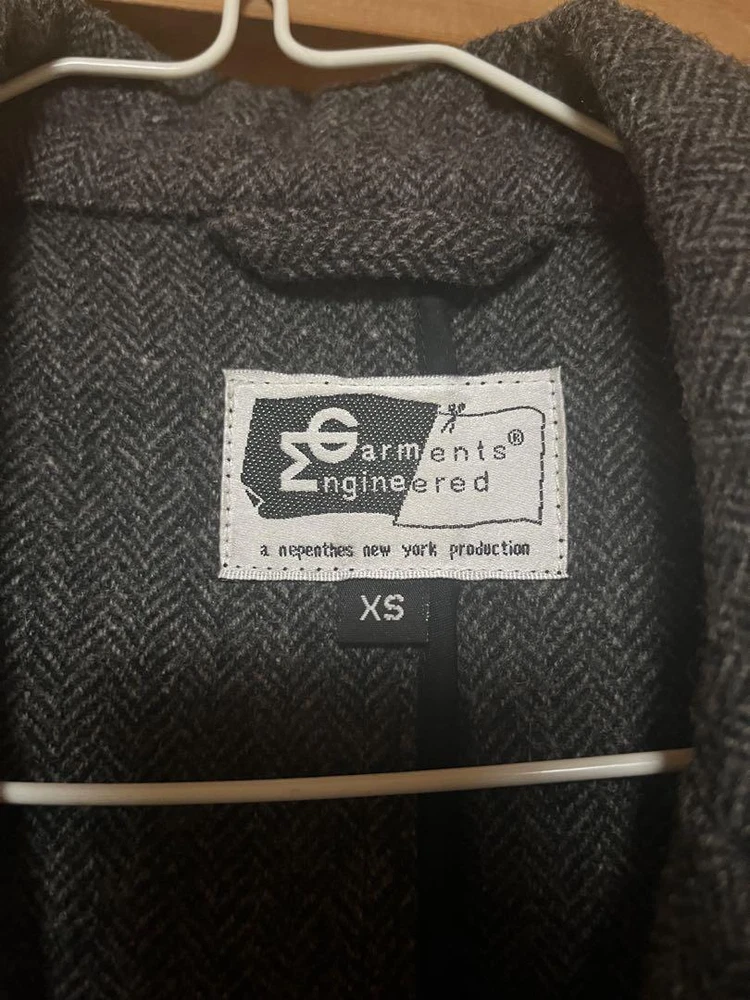 Garments®
Engineered
a nepenthes new york production
XS